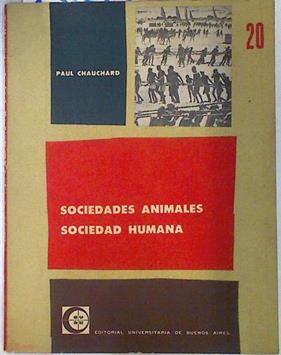 PAUL CHAUCHARD
20
SOCIEDADES ANIMALES
SOCIEDAD HUMANA
EDITORIAL UNIVERSITARIA DE BUENOS AIRES